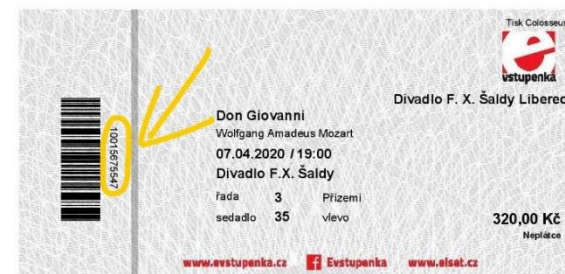 Tisk Colosseum
vstupenka
Divadlo F. X. Šaldy Liberec
Don Giovanni
Wolfgang Amadeus Mozart
07.04.2020 / 19:00
Divadlo F.X. Šaldy
řada 3 Přízemí
sedadlo 35 vlevo
320,00 Kč
Neplátce
10015675547
www.evstupenka.cz Evstupenka www.elset.cz